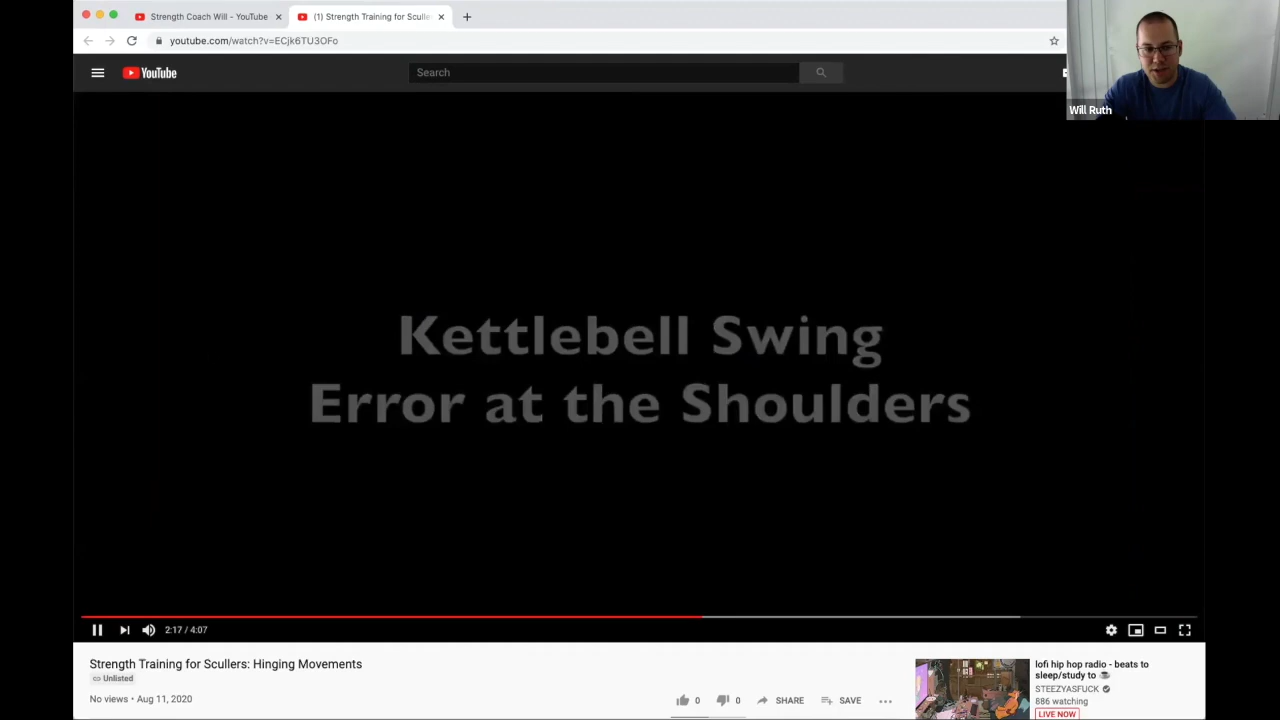 Strength Coach Will - YouTube
(1) Strength Training for Sculle
youtube.com/watch?v=ECjk6TU3OFo
YouTube
Search
Will Ruth
Kettlebell Swing
Error at the Shoulders
2:17 / 4:07
Strength Training for Scullers: Hinging Movements
Unlisted
No views • Aug 11, 2020
0
0
SHARE
SAVE
lofi hip hop radio - beats to
sleep/study to
STEEZYASFUCK
886 watching
LIVE NOW